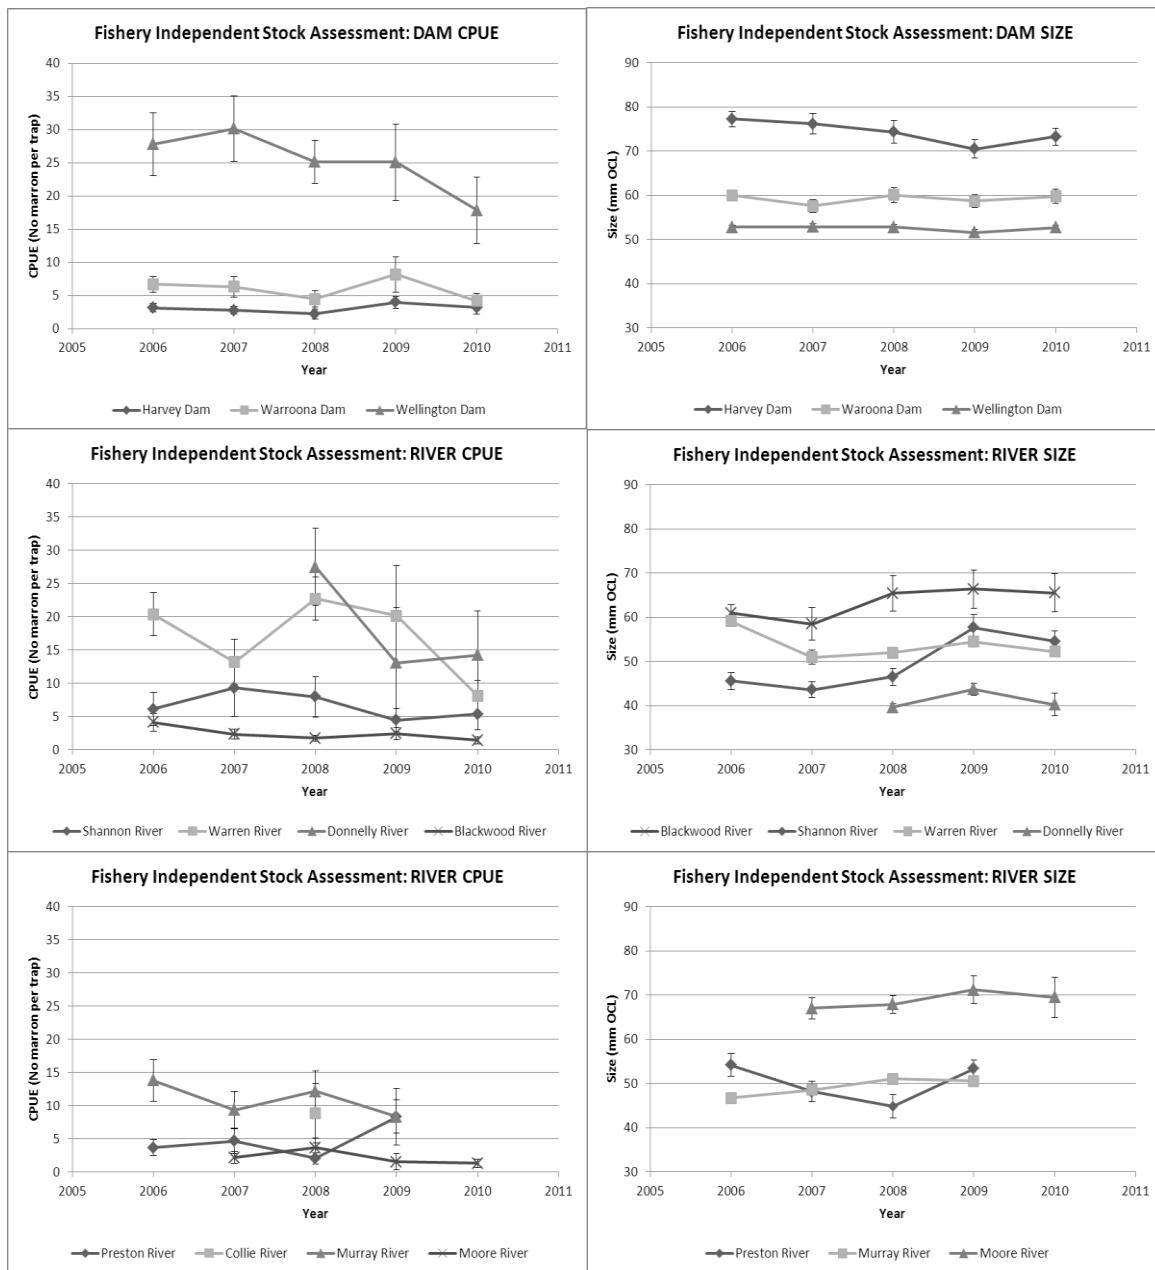 Fishery Independent Stock Assessment: DAM CPUE
CPUE (No marron per trap)
40
35
30
25
20
15
10
5
0
2005 2006 2007 2008 2009 2010 2011
Year
Harvey Dam Warroona Dam Wellington Dam
Fishery Independent Stock Assessment: DAM SIZE
Size (mm OCL)
90
80
70
60
50
40
30
2005 2006 2007 2008 2009 2010 2011
Year
Harvey Dam Waroona Dam Wellington Dam
Fishery Independent Stock Assessment: RIVER CPUE
CPUE (No marron per trap)
40
35
30
25
20
15
10
5
0
2005 2006 2007 2008 2009 2010 2011
Year
Shannon River Warren River Donnelly River Blackwood River
Fishery Independent Stock Assessment: RIVER SIZE
Size (mm OCL)
90
80
70
60
50
40
30
2005 2006 2007 2008 2009 2010 2011
Year
Blackwood River Shannon River Warren River Donnelly River
Fishery Independent Stock Assessment: RIVER CPUE
CPUE (No marron per trap)
40
35
30
25
20
15
10
5
0
2005 2006 2007 2008 2009 2010 2011
Year
Preston River Collie River Murray River Moore River
Fishery Independent Stock Assessment: RIVER SIZE
Size (mm OCL)
90
80
70
60
50
40
30
2005 2006 2007 2008 2009 2010 2011
Year
Preston River Murray River Moore River